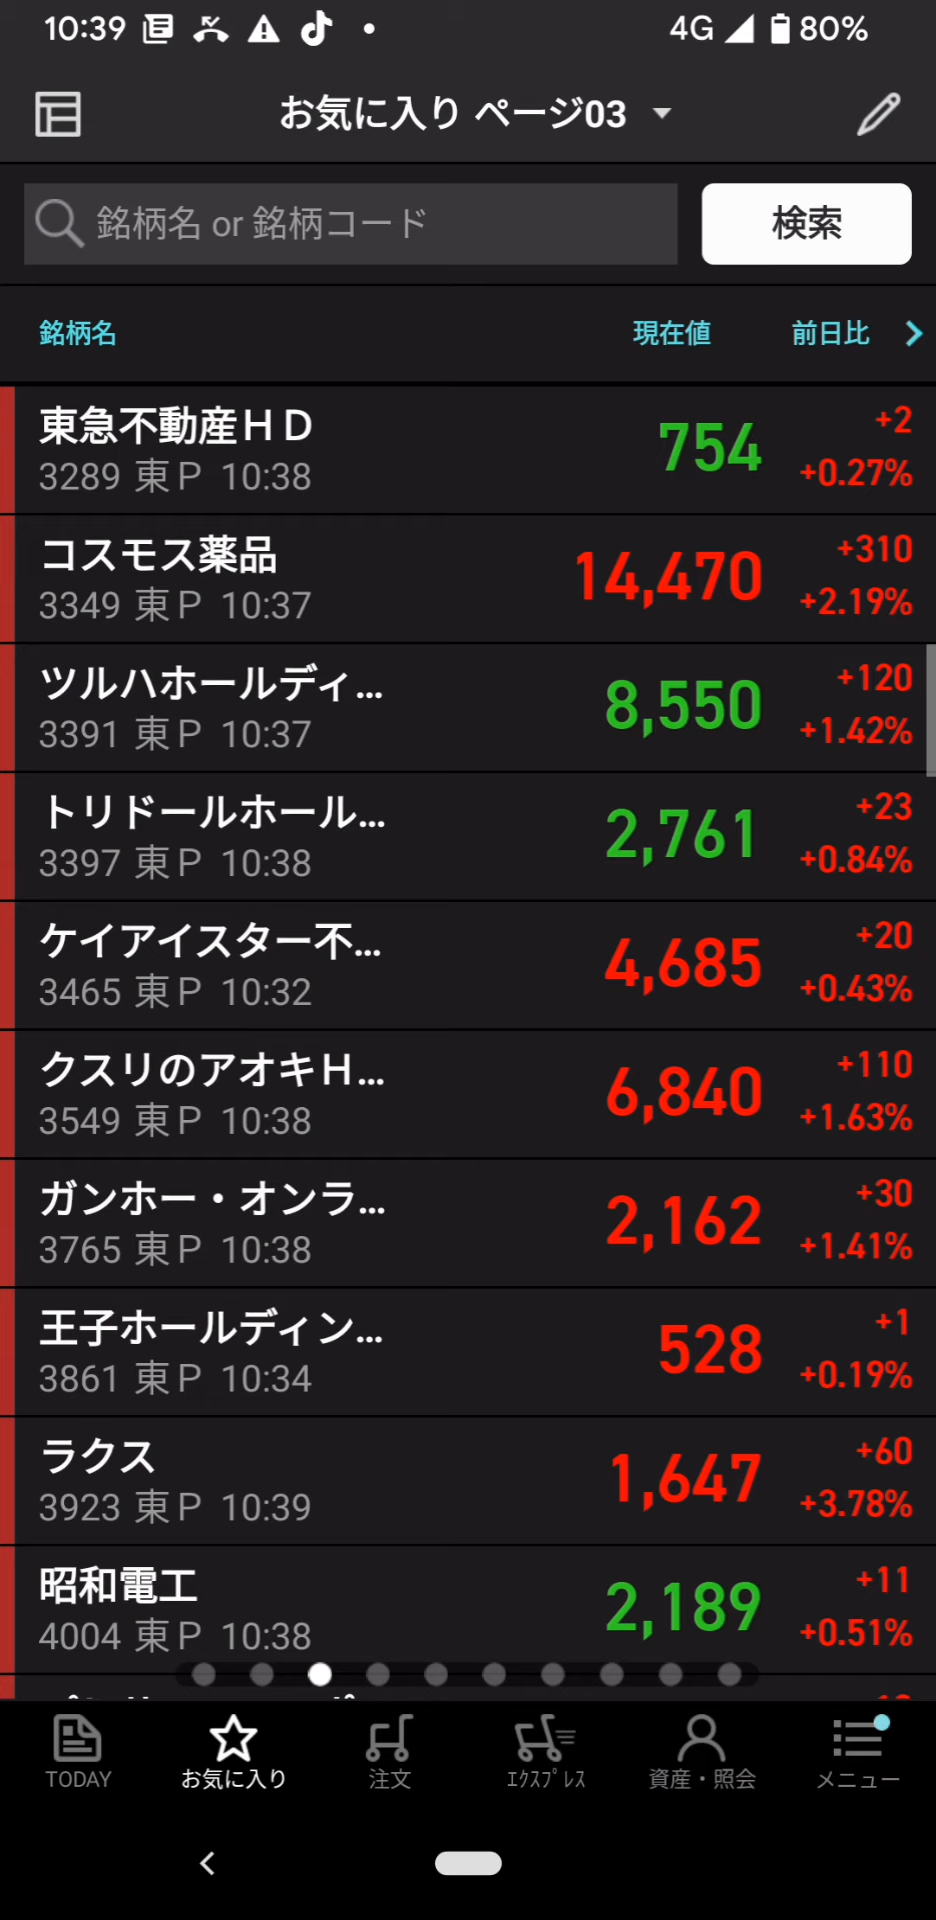 10:39
4G 80%
お気に入り ページ03
銘柄名 or 銘柄コード
検索
銘柄名 現在値 前日比
東急不動産ＨＤ
3289 東Ｐ 10:38
754
+2
+0.27%
コスモス薬品
3349 東Ｐ 10:37
14,470
+310
+2.19%
ツルハホールディ...
3391 東Ｐ 10:37
8,550
+120
+1.42%
トリドールホール...
3397 東Ｐ 10:38
2,761
+23
+0.84%
ケイアイスター不...
3465 東Ｐ 10:32
4,685
+20
+0.43%
クスリのアオキＨ...
3549 東Ｐ 10:38
6,840
+110
+1.63%
ガンホー・オンラ...
3765 東Ｐ 10:38
2,162
+30
+1.41%
王子ホールディン...
3861 東Ｐ 10:34
528
+1
+0.19%
ラクス
3923 東Ｐ 10:39
1,647
+60
+3.78%
昭和電工
4004 東Ｐ 10:38
2,189
+11
+0.51%
TODAY お気に入り 注文 ｴｸｽﾌﾟﾚｽ 資産・照会 メニュー